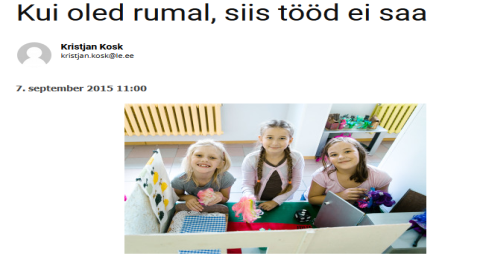 Kui oled rumal, siis tööd ei saa
Kristjan Kosk
kristjan.kosk@ie.ee
7. september 2015 11:00